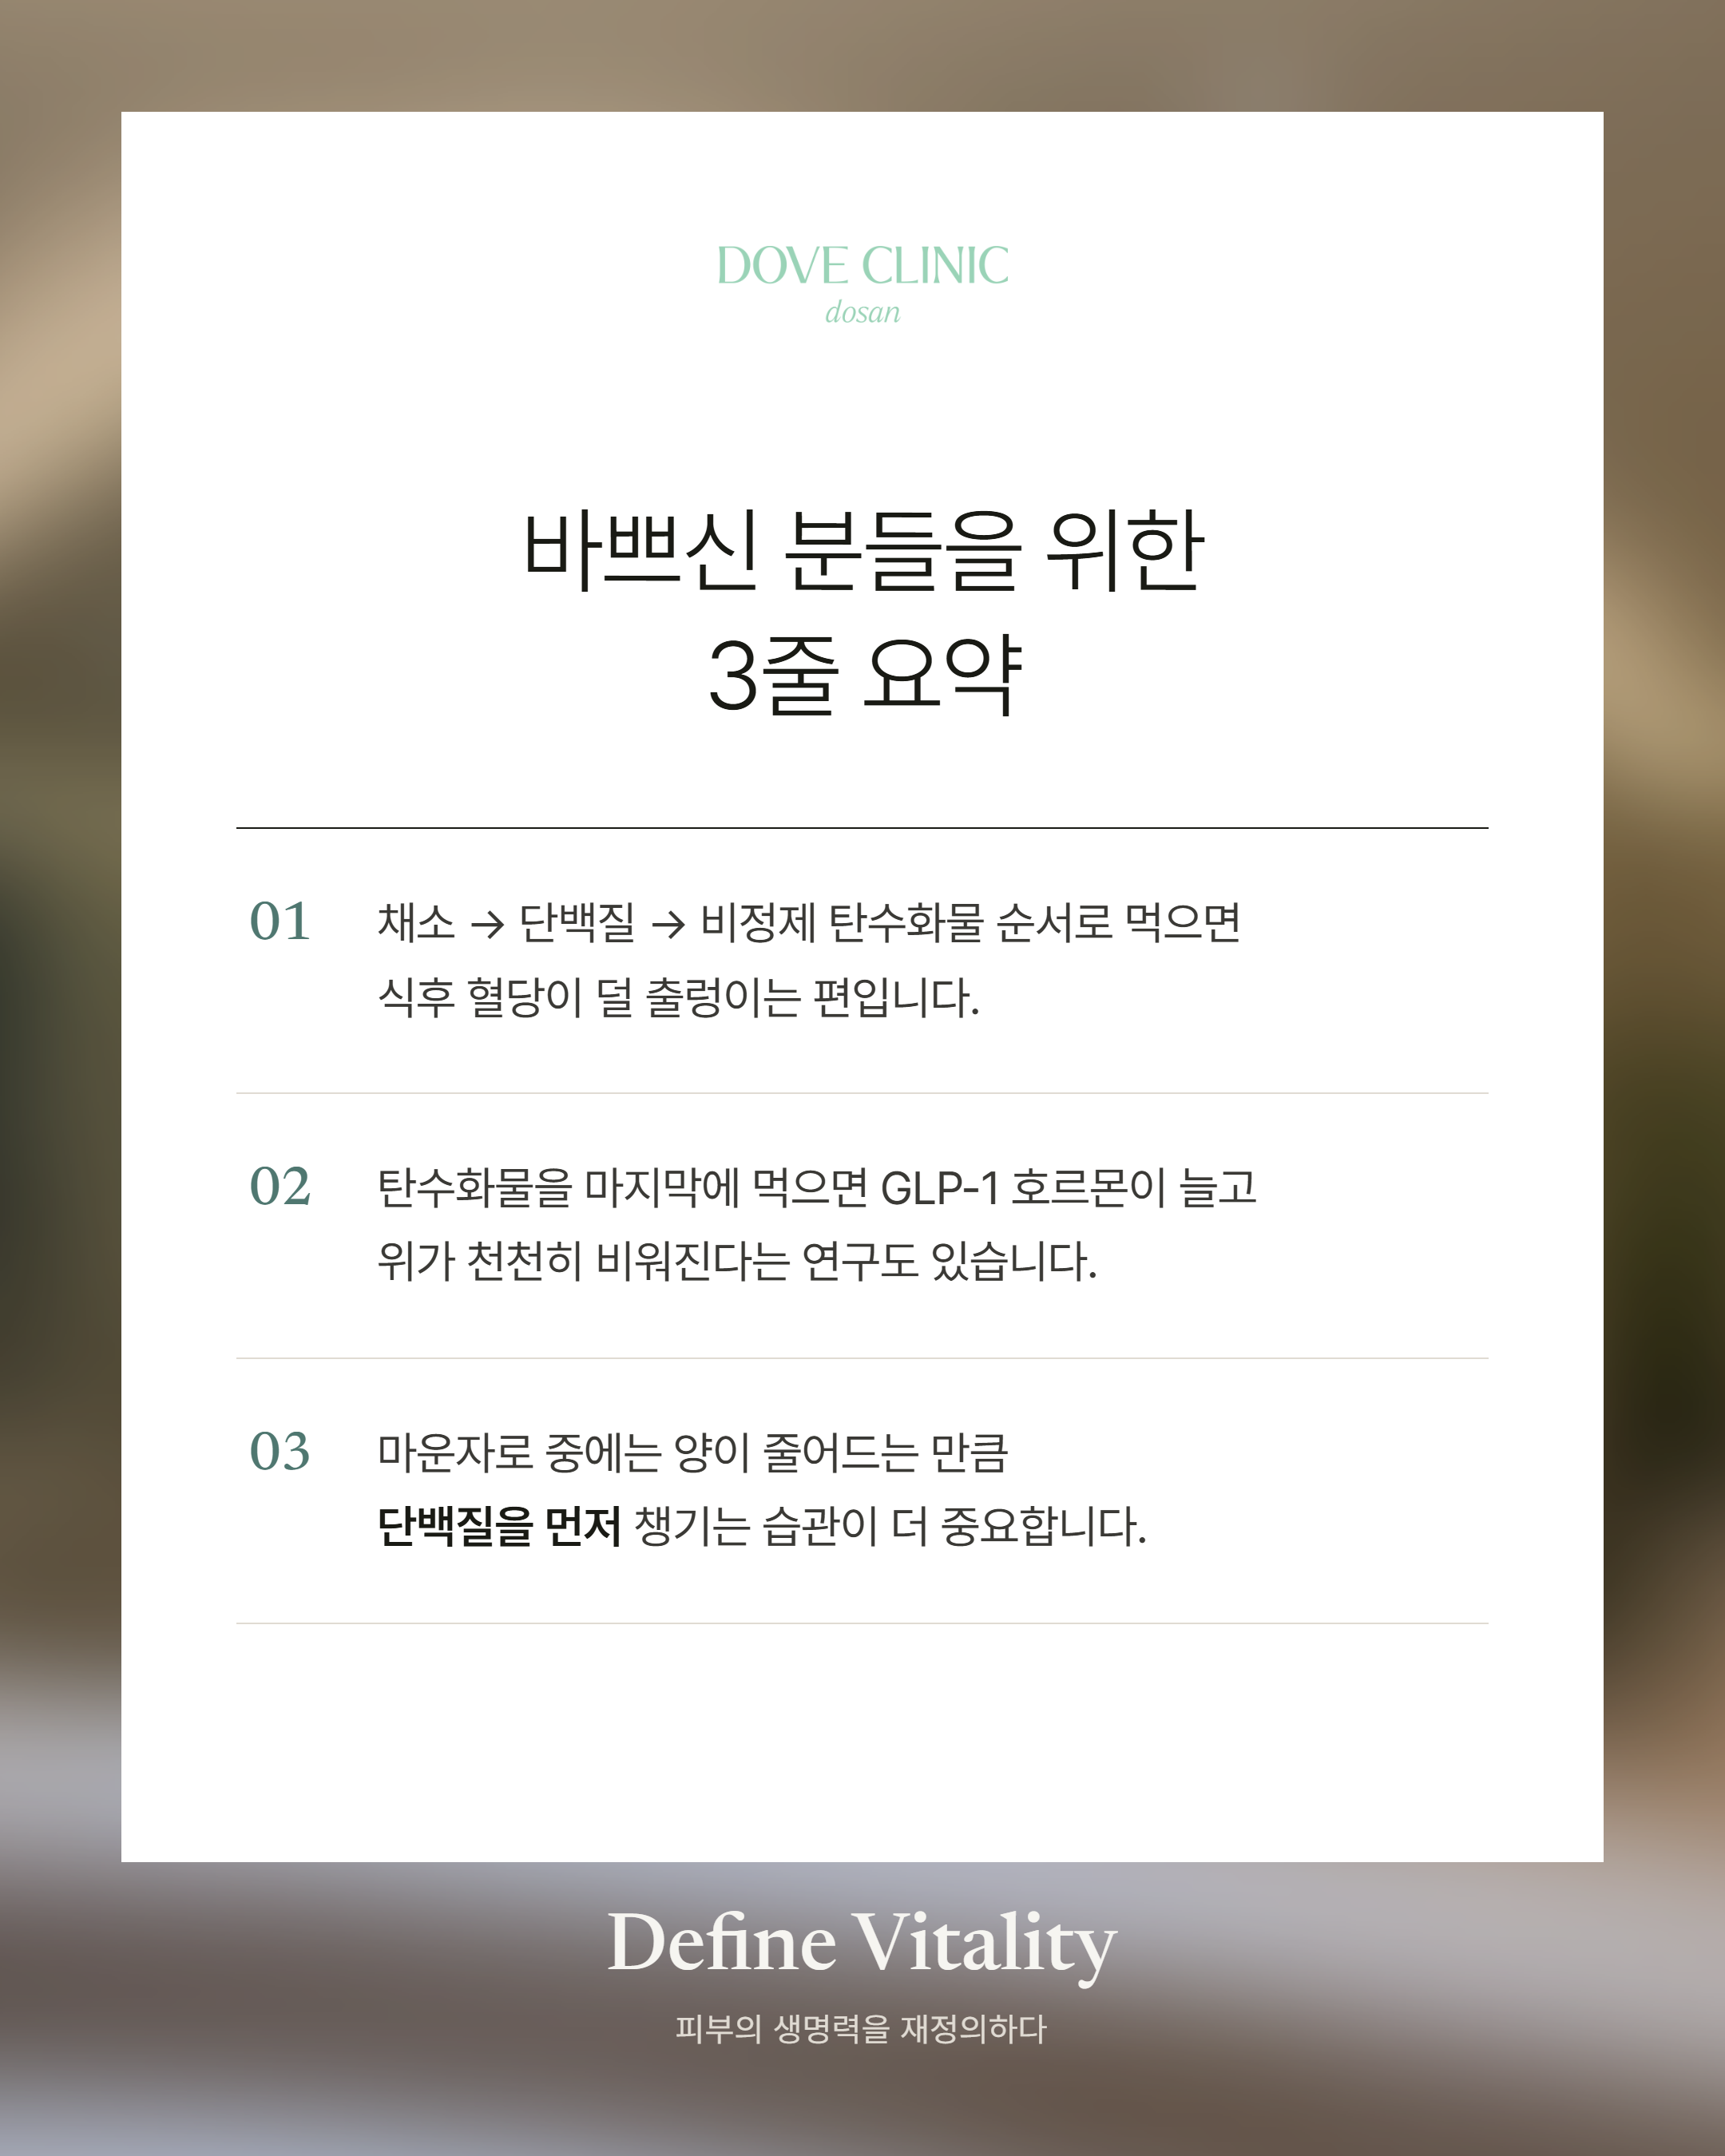 DOVE CLINIC
dosan
바쁘신 분들을 위한
3줄 요약
01 채소 → 단백질 → 비정제 탄수화물 순서로 먹으면
식후 혈당이 덜 출렁이는 편입니다.
02 탄수화물을 마지막에 먹으면 GLP-1 호르몬이 늘고
위가 천천히 비워진다는 연구도 있습니다.
03 마운자로 중에는 양이 줄어드는 만큼
단백질을 먼저 챙기는 습관이 더 중요합니다.
Define Vitality
피부의 생명력을 재정의하다